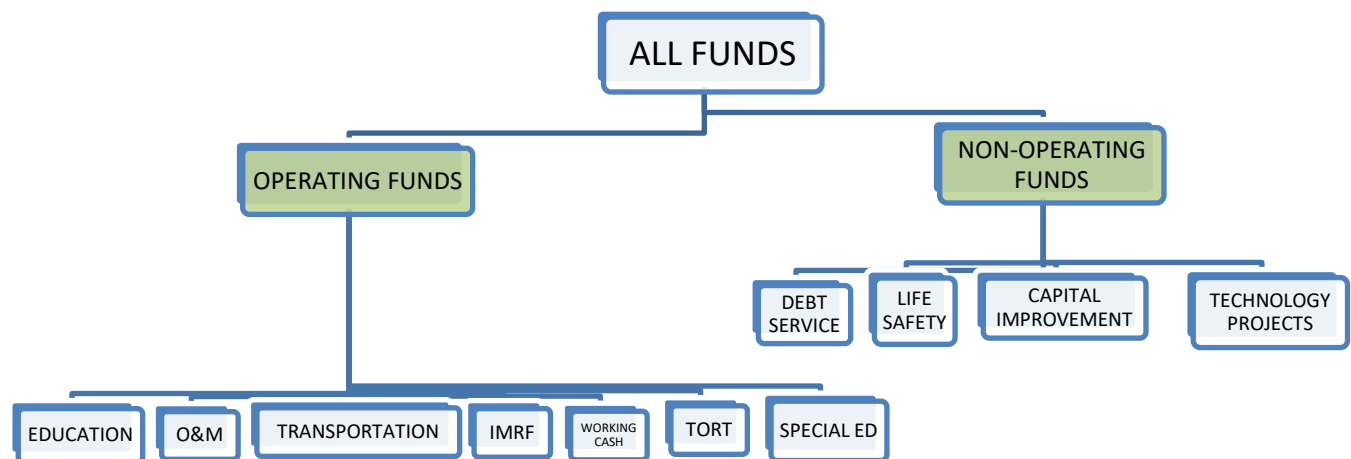 ALL FUNDS
OPERATING FUNDS
NON-OPERATING
FUNDS
DEBT
SERVICE
LIFE
SAFETY
CAPITAL
IMPROVEMENT
TECHNOLOGY
PROJECTS
EDUCATION
O&M
TRANSPORTATION
IMRF
WORKING
CASH
TORT
SPECIAL ED